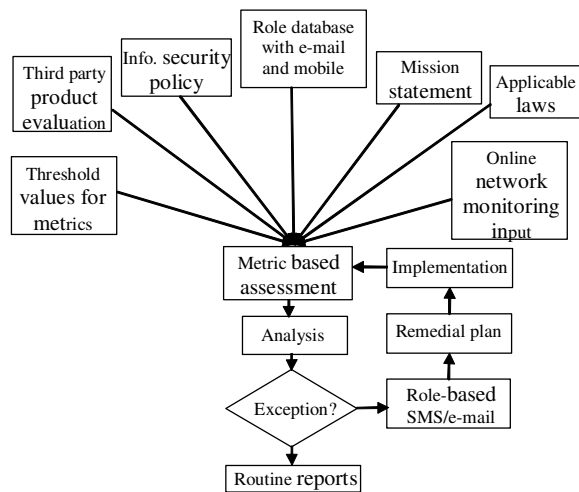 Role database
with e-mail
and mobile
Info. security
policy
Mission
statement
Third party
product
evaluation
Applicable
laws
Threshold
values for
metrics
Online
network
monitoring
input
Metric based
assessment
Implementation
Analysis
Remedial plan
Exception?
Role-based
SMS/e-mail
Routine reports